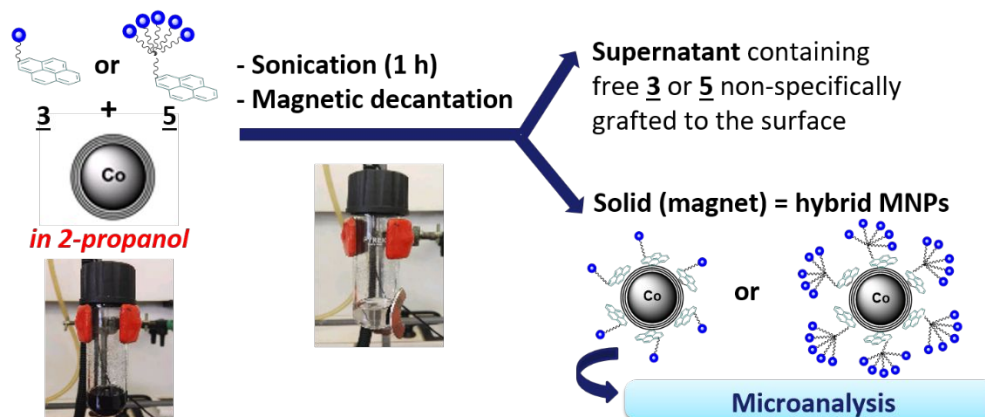 or
3 + 5
Co
in 2-propanol
- Sonication (1 h)
- Magnetic decantation
Supernatant containing
free 3 or 5 non-specifically
grafted to the surface
Solid (magnet) = hybrid MNPs
Co or Co
Microanalysis